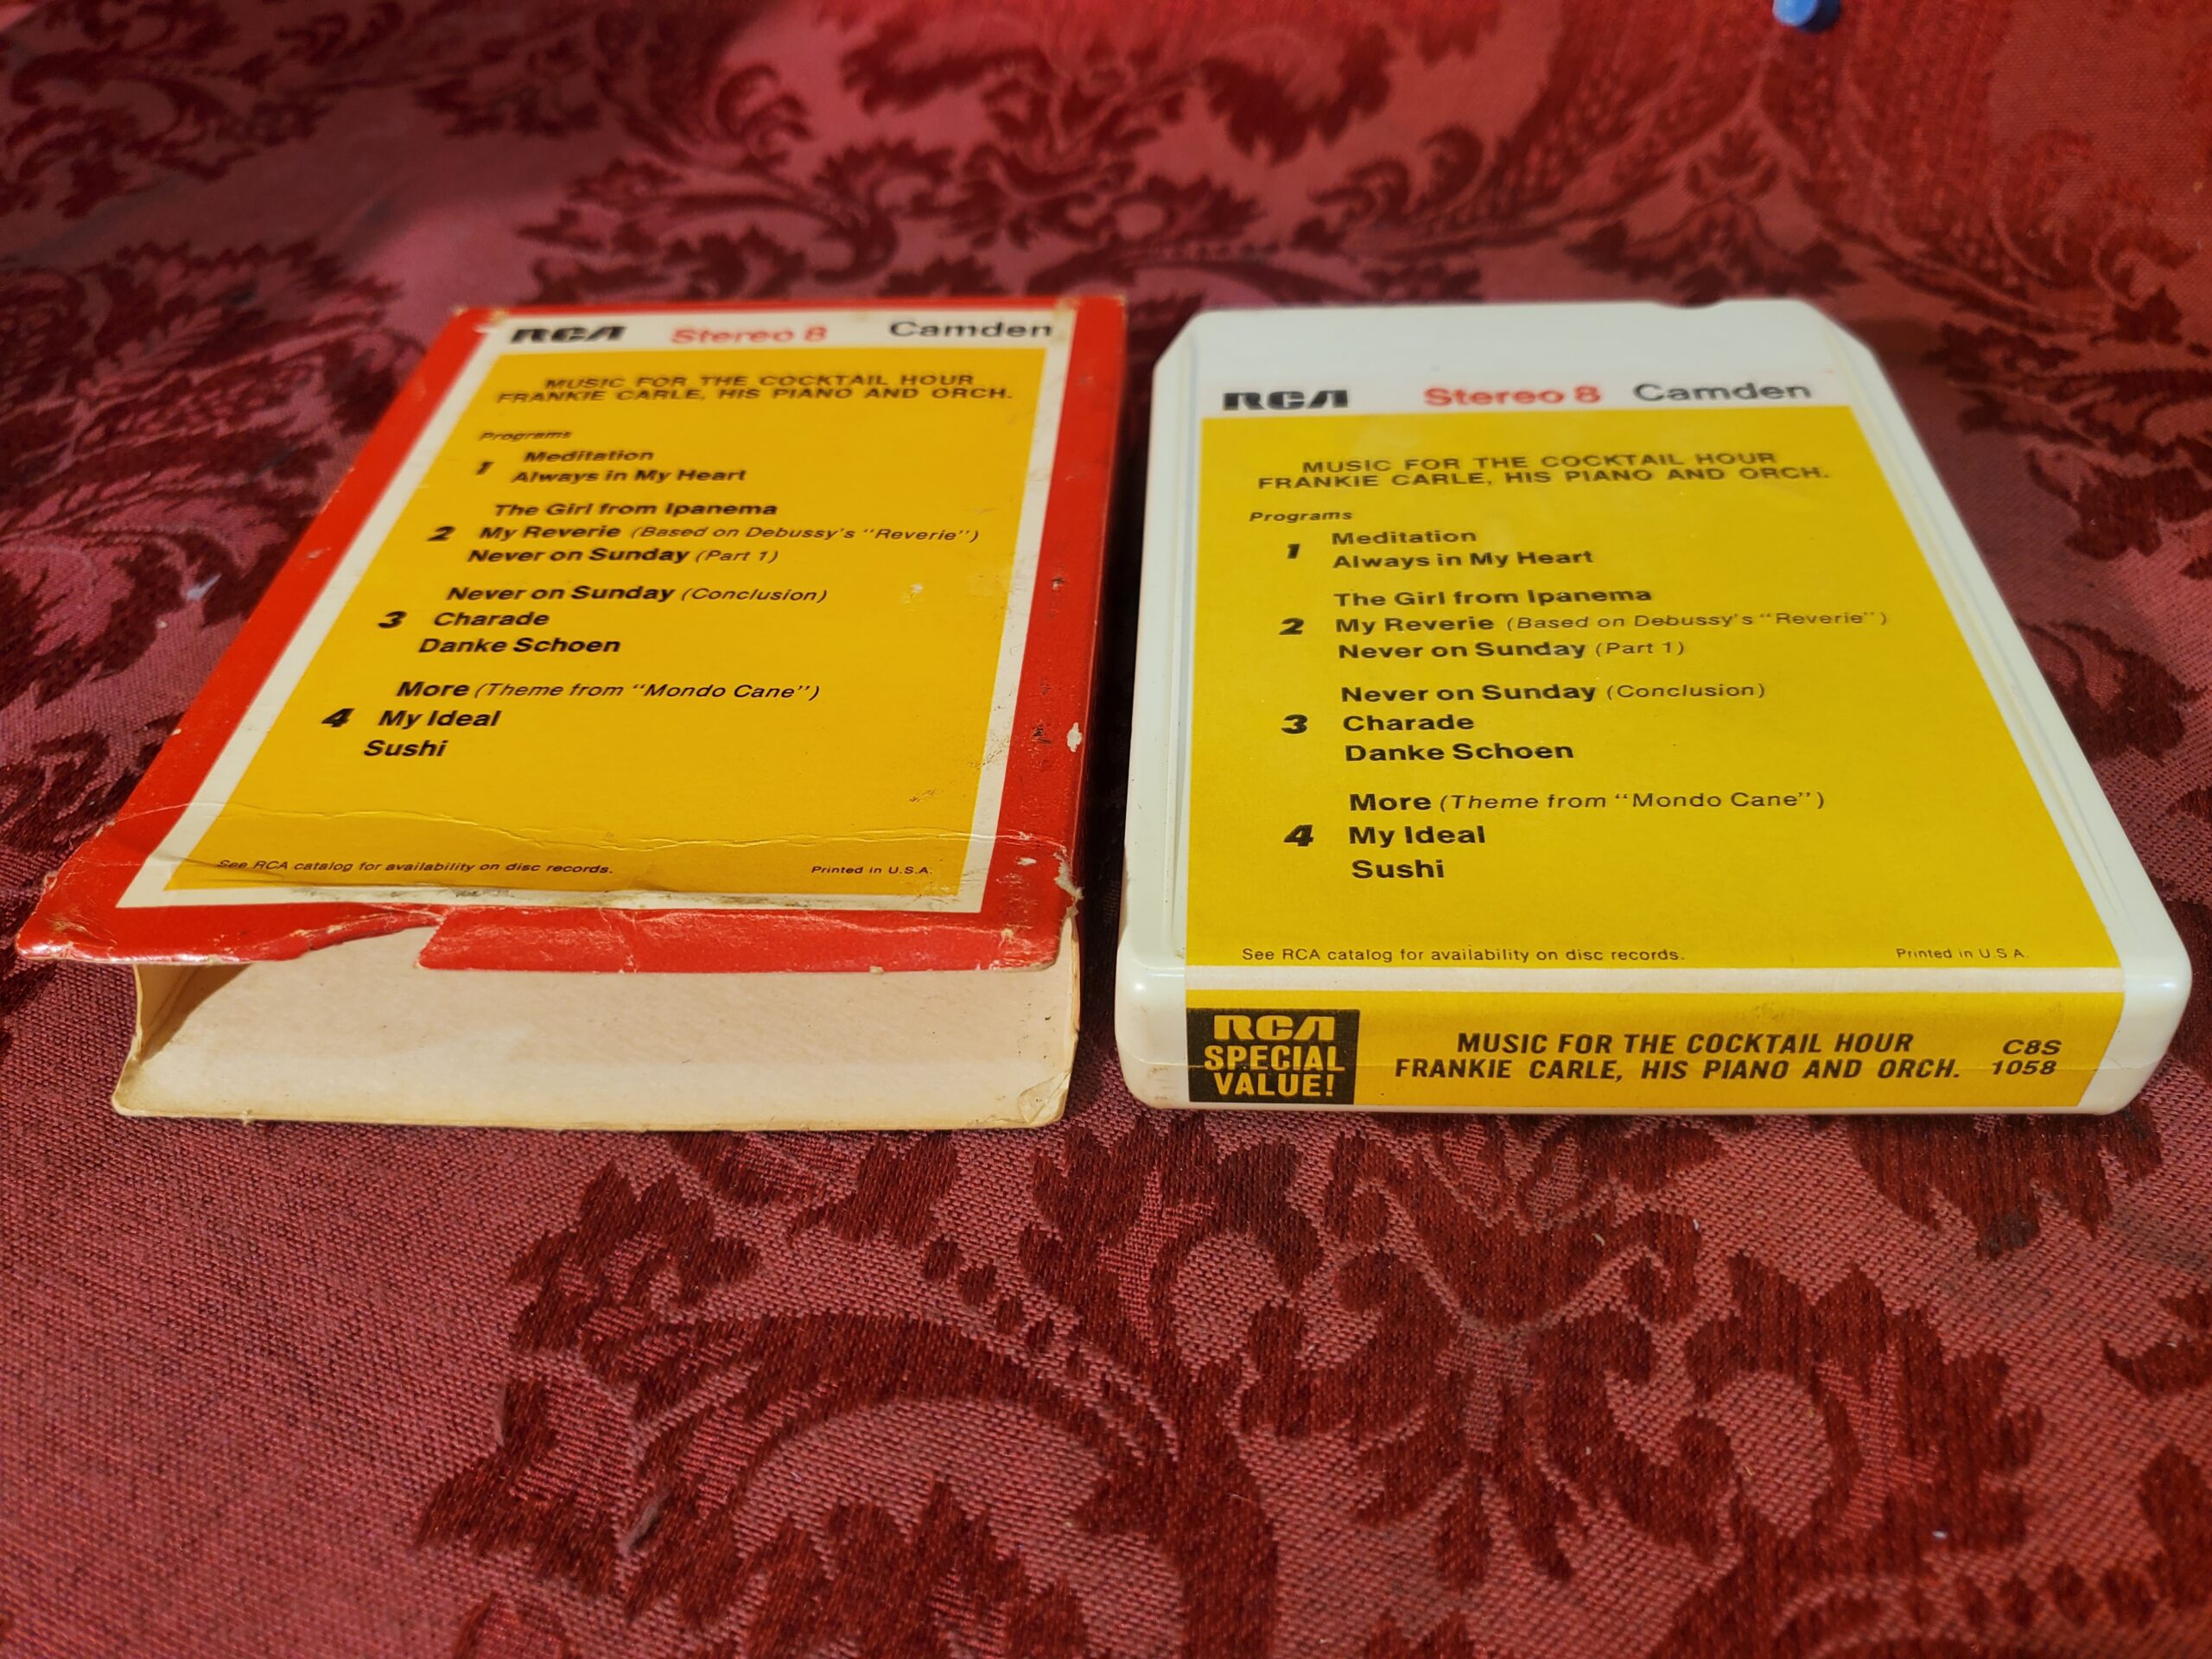 RCA Stereo 8 Camden
MUSIC FOR THE COCKTAIL HOUR
FRANKIE CARLE, HIS PIANO AND ORCH.
Programs
Meditation
1
Always in My Heart
The Girl from Ipanema
2 My Reverie (Based on Debussy's "Reverie")
Never on Sunday (Part 1)
Never on Sunday (Conclusion)
3 Charade
Danke Schoen
More (Theme from "Mondo Cane")
4 My Ideal
Sushi
See RCA catalog for availability on disc records. Printed in U.S.A.
RCA Stereo 8 Camden
MUSIC FOR THE COCKTAIL HOUR
FRANKIE CARLE, HIS PIANO AND ORCH.
Programs
Meditation
1
Always in My Heart
The Girl from Ipanema
2 My Reverie (Based on Debussy's "Reverie")
Never on Sunday (Part 1)
Never on Sunday (Conclusion)
3 Charade
Danke Schoen
More (Theme from "Mondo Cane")
4 My Ideal
Sushi
See RCA catalog for availability on disc records. Printed in U.S.A.
RCA
SPECIAL
VALUE!
MUSIC FOR THE COCKTAIL HOUR
FRANKIE CARLE, HIS PIANO AND ORCH.
C8S
1058